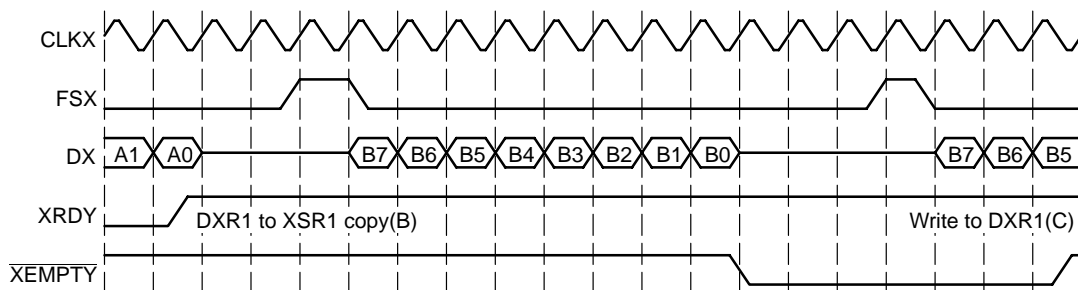 CLKX
FSX
DX A1 A0 B7 B6 B5 B4 B3 B2 B1 B0 B7 B6 B5
XRDY DXR1 to XSR1 copy(B) Write to DXR1(C)
XEMPTY